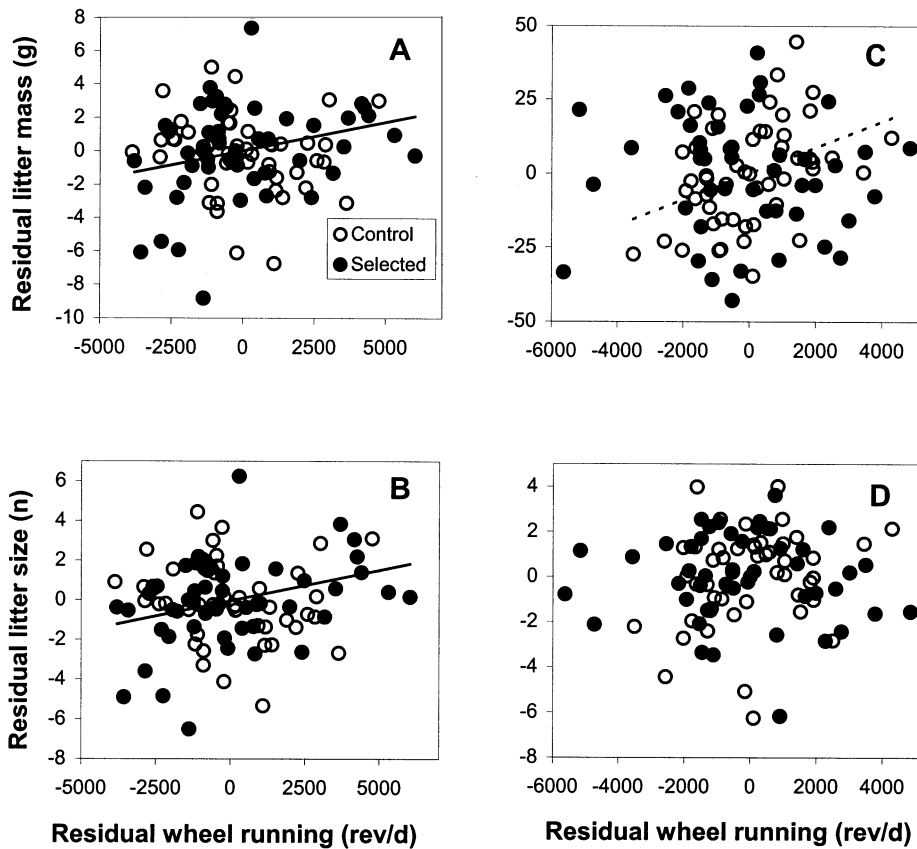 Residual litter mass (g)
8
6
4
2
0
-2
-4
-6
-8
-10
A
Control
Selected
-5000 -2500 0 2500 5000
50
25
0
-25
-50
C
-6000 -4000 -2000 0 2000 4000
Residual litter size (n)
6
4
2
0
-2
-4
-6
-8
B
-5000 -2500 0 2500 5000
Residual wheel running (rev/d)
4
2
0
-2
-4
-6
-8
D
-6000 -4000 -2000 0 2000 4000
Residual wheel running (rev/d)